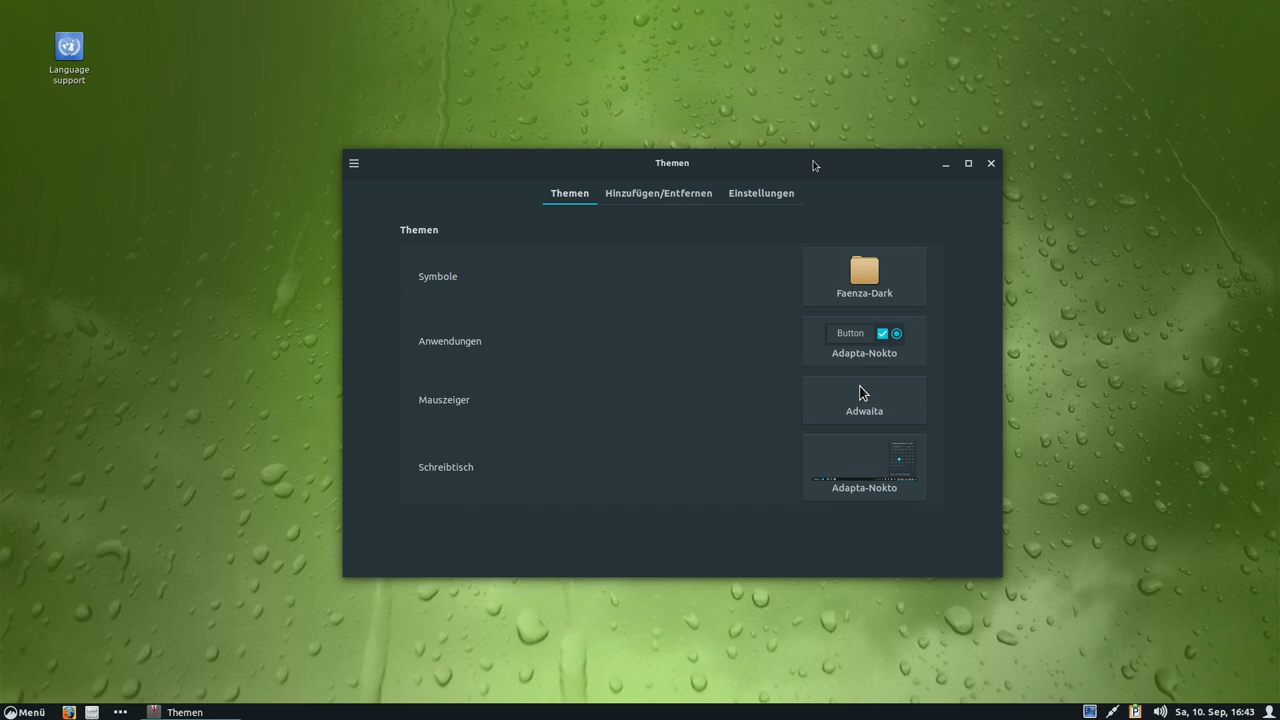 Language
support
Themen
Themen
Hinzufügen/Entfernen
Einstellungen
Themen
Symbole
Faenza-Dark
Anwendungen
Button
Adapta-Nokto
Mauszeiger
Adwaita
Schreibtisch
Adapta-Nokto
Menü
Themen
Sa, 10. Sep, 16:43